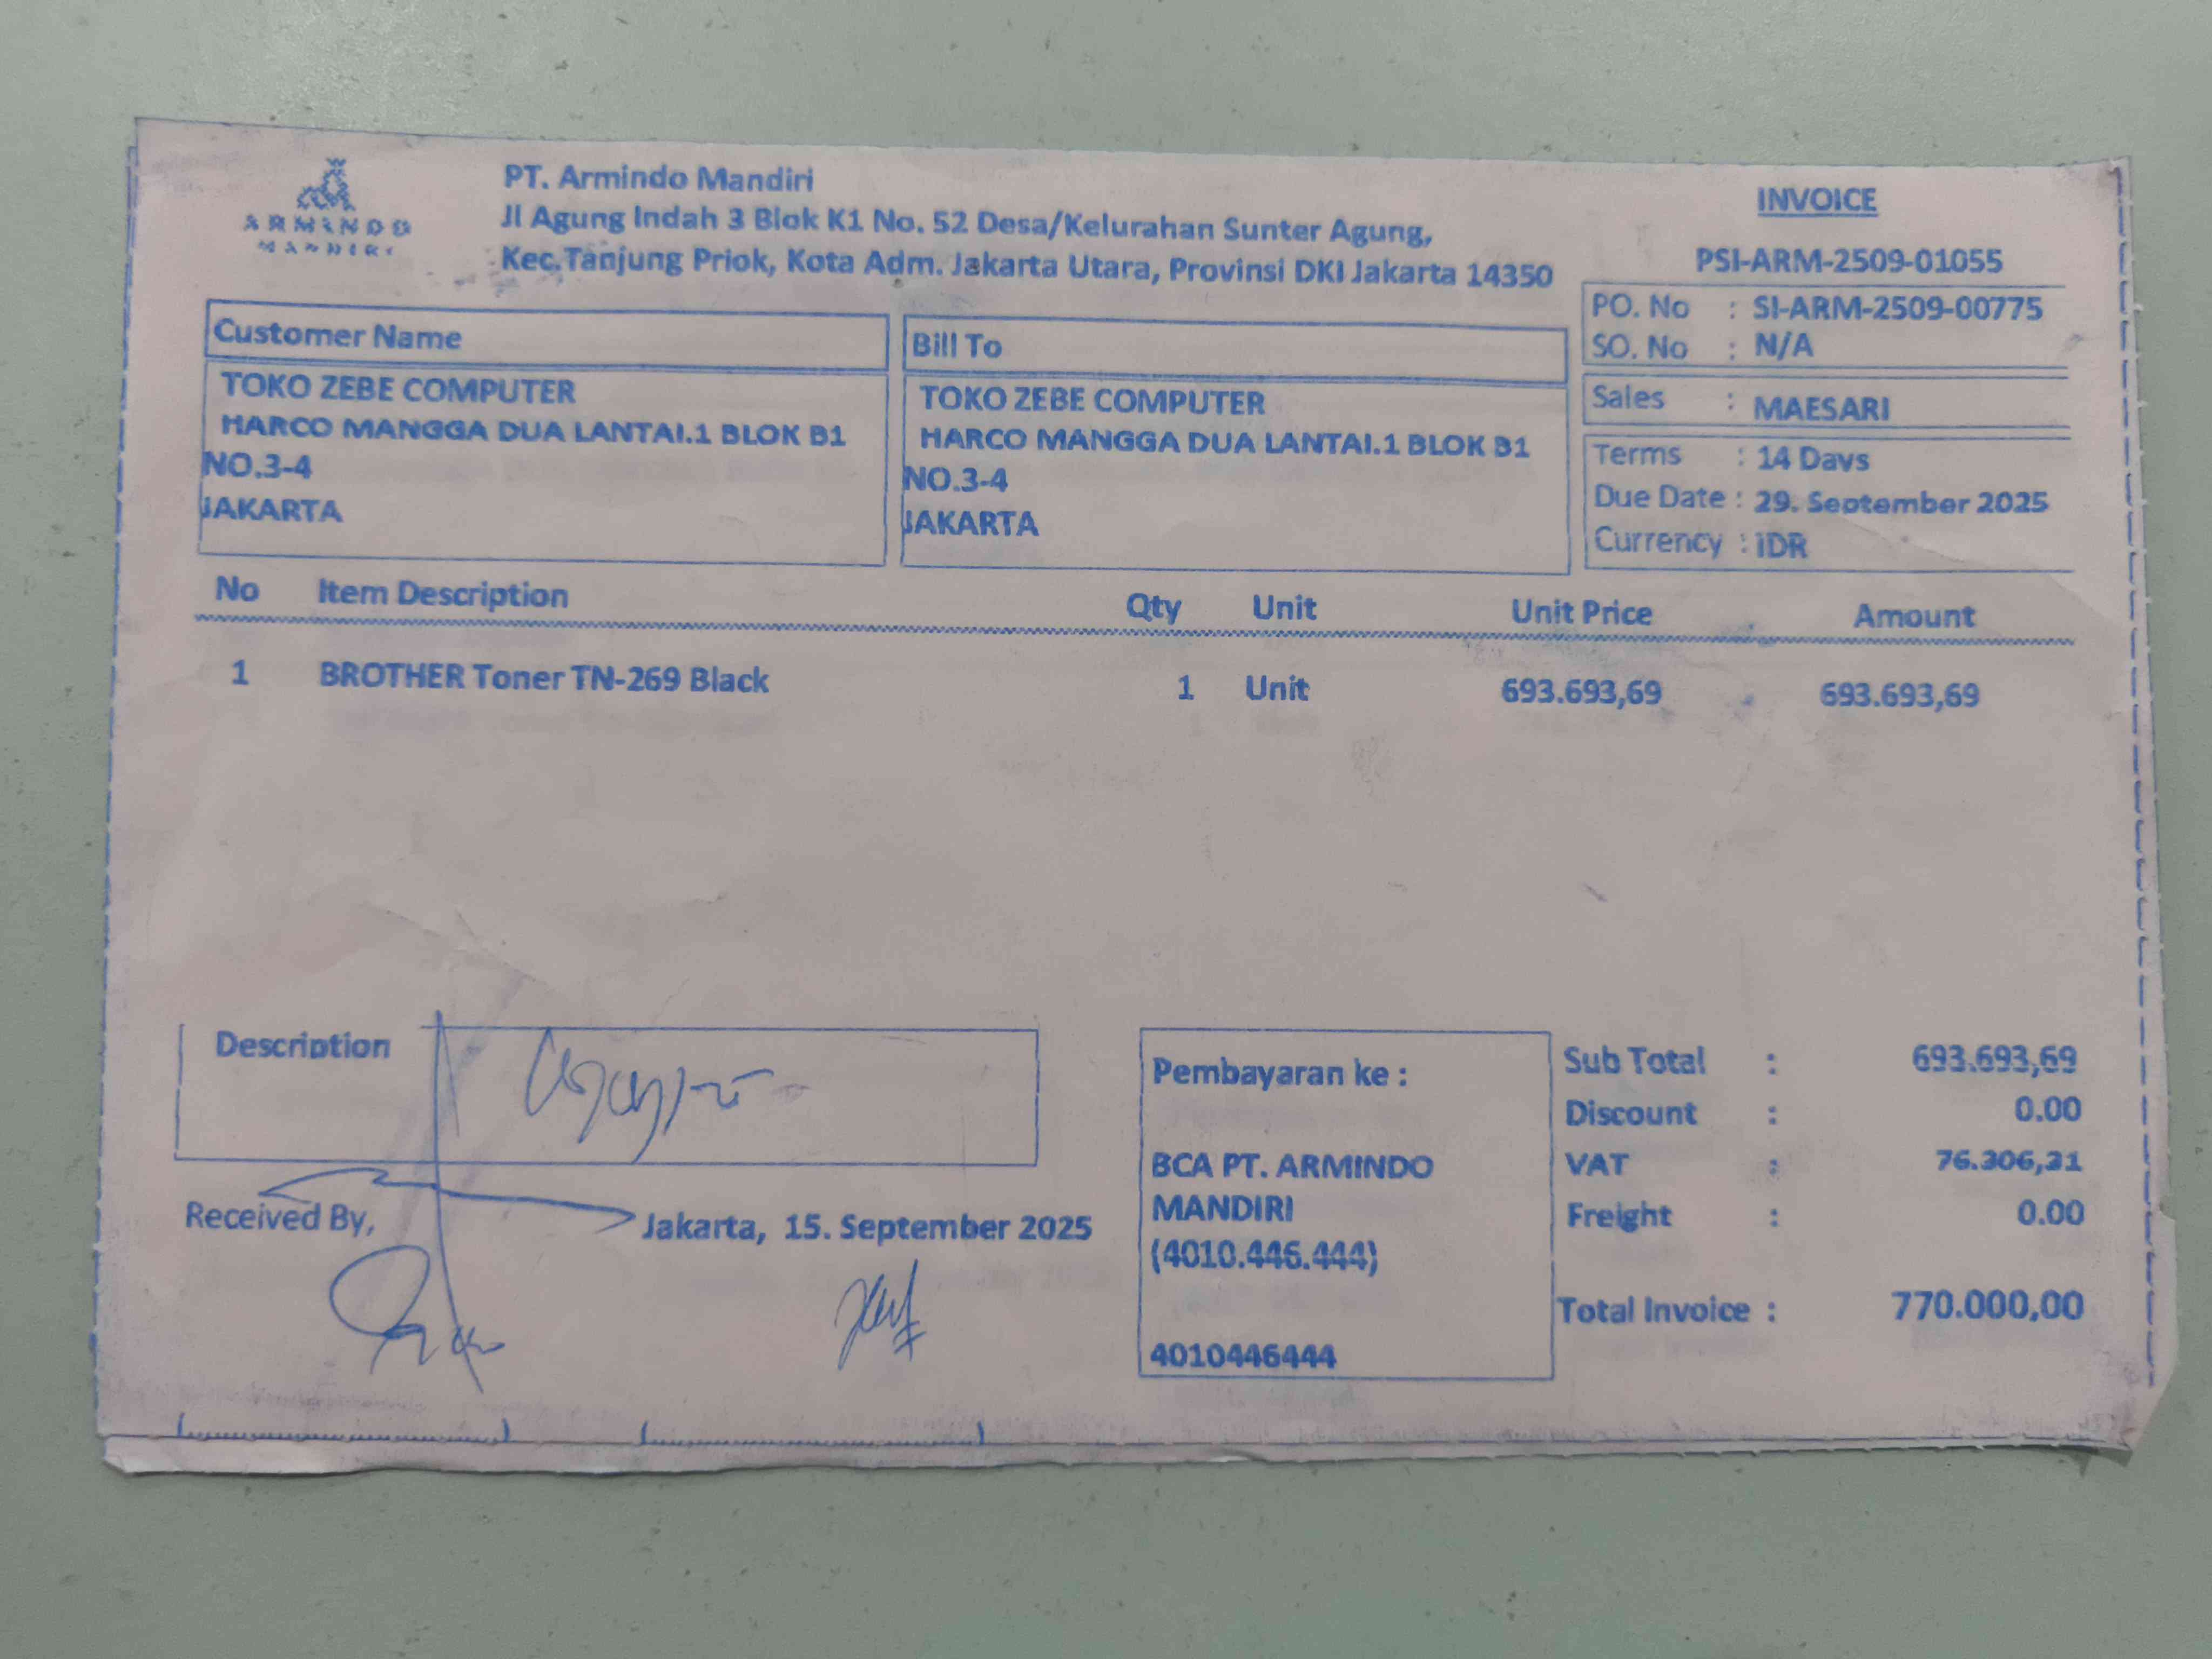 ARMINDO
MANDIRI
PT. Armindo Mandiri
Jl Agung Indah 3 Blok K1 No. 52 Desa/Kelurahan Sunter Agung,
Kec.Tanjung Priok, Kota Adm. Jakarta Utara, Provinsi DKI Jakarta 14350
INVOICE
PSI-ARM-2509-01055
PO. No : SI-ARM-2509-00775
SO. No : N/A
Sales : MAESARI
Terms : 14 Days
Due Date : 29. September 2025
Currency : IDR
Customer Name
TOKO ZEBE COMPUTER
HARCO MANGGA DUA LANTAI.1 BLOK B1
NO.3-4
JAKARTA
Bill To
TOKO ZEBE COMPUTER
HARCO MANGGA DUA LANTAI.1 BLOK B1
NO.3-4
JAKARTA
No Item Description Qty Unit Unit Price Amount
1 BROTHER Toner TN-269 Black 1 Unit 693.693,69 693.693,69
Description
Received By,
Jakarta, 15. September 2025
Pembayaran ke :
BCA PT. ARMINDO
MANDIRI
(4010.446.444)
4010446444
Sub Total : 693.693,69
Discount : 0.00
VAT : 76.306,31
Freight : 0.00
Total Invoice : 770.000,00